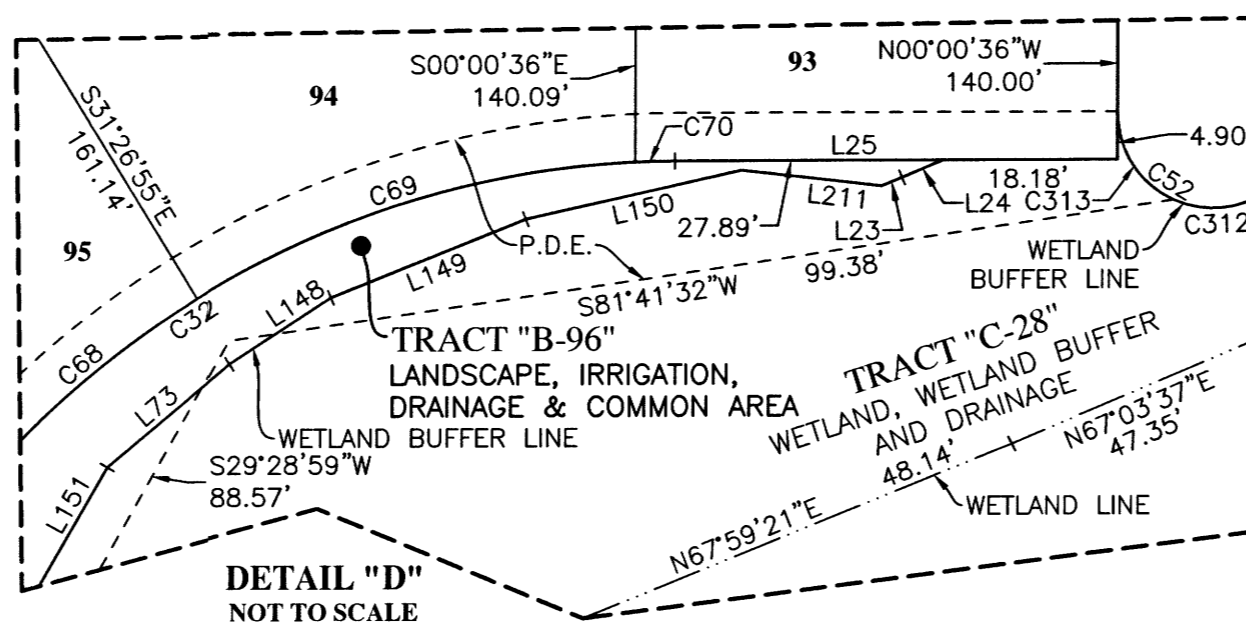 S00°00'36"E
140.09'
93
N00°00'36"W
140.00'
94
S31°26'55"E
161.14'
C70
L25
4.90
C69
C52
18.18'
L211
L24
C313
C312
L150
27.89'
L23
95
P.D.E.
WETLAND
BUFFER LINE
99.38'
S81°41'32"W
L149
L148
C32
C68
TRACT "B-96"
LANDSCAPE, IRRIGATION,
DRAINAGE & COMMON AREA
TRACT "C-28"
WETLAND, WETLAND BUFFER
AND DRAINAGE
L73
WETLAND BUFFER LINE
N67°03'37"E
47.35'
S29°28'59"W
88.57'
48.14'
L151
WETLAND LINE
N67°59'21"E
DETAIL "D"
NOT TO SCALE